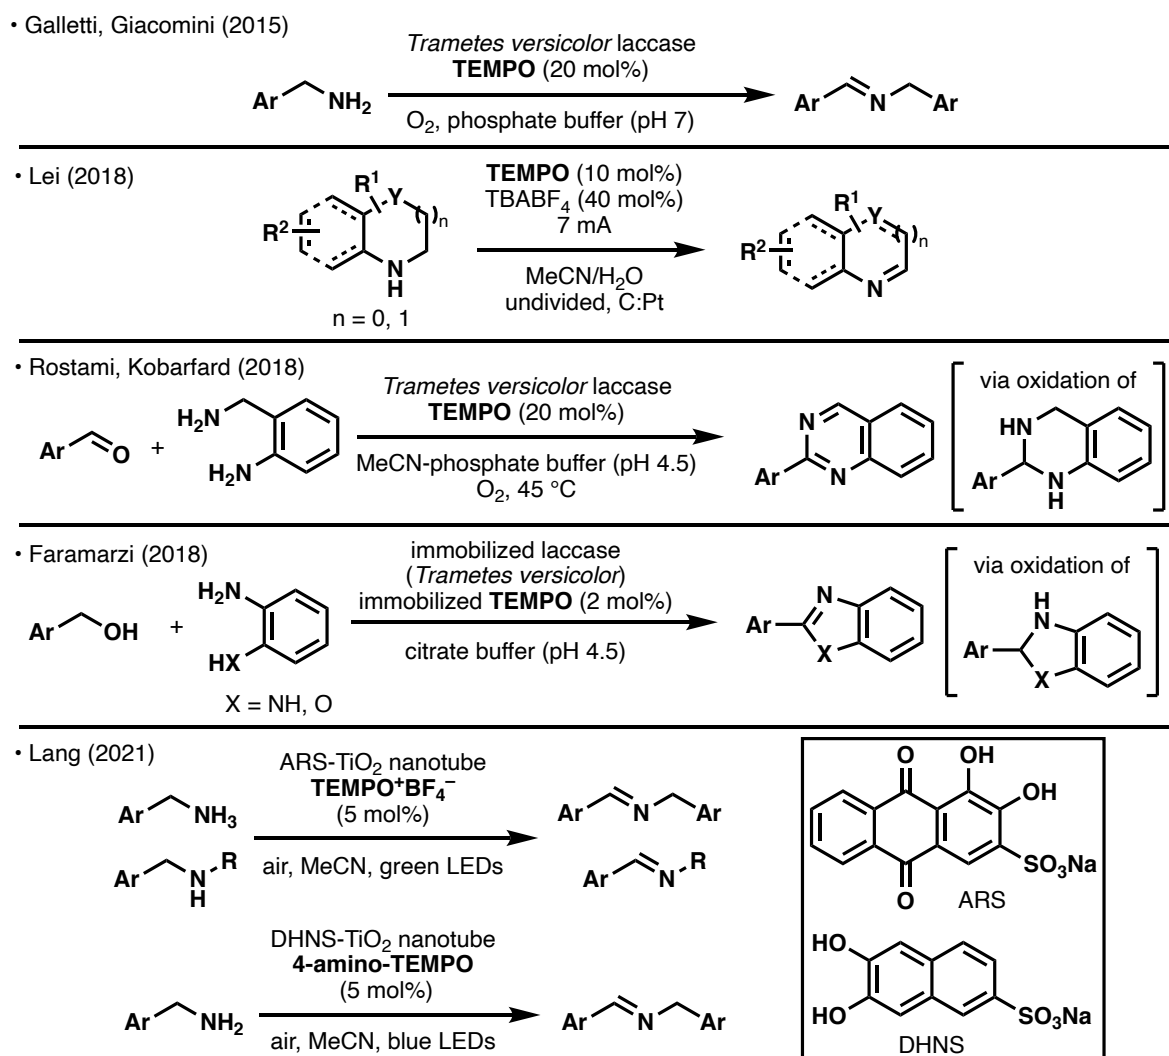 • Galletti, Giacomini (2015)
Trametes versicolor laccase
TEMPO (20 mol%)
Ar NH₂
O₂, phosphate buffer (pH 7)
Ar N Ar
• Lei (2018)
R¹ Y ( )n
R²
N
H
n = 0, 1
TEMPO (10 mol%)
TBABF₄ (40 mol%)
7 mA
MeCN/H₂O
undivided, C:Pt
R¹ Y ( )n
R²
N
• Rostami, Kobarfard (2018)
Ar O + H₂N
H₂N
Trametes versicolor laccase
TEMPO (20 mol%)
MeCN-phosphate buffer (pH 4.5)
O₂, 45 °C
N
Ar N
via oxidation of
HN
Ar N
H
• Faramarzi (2018)
Ar OH + H₂N
HX
X = NH, O
immobilized laccase
(Trametes versicolor)
immobilized TEMPO (2 mol%)
citrate buffer (pH 4.5)
N
Ar
X
via oxidation of
H
N
Ar
X
• Lang (2021)
Ar NH₃
Ar N R
H
ARS-TiO₂ nanotube
TEMPO⁺BF₄⁻
(5 mol%)
air, MeCN, green LEDs
Ar N Ar
Ar N R
Ar NH₂
DHNS-TiO₂ nanotube
4-amino-TEMPO
(5 mol%)
air, MeCN, blue LEDs
Ar N Ar
O OH
OH
SO₃Na
O
ARS
HO
HO
SO₃Na
DHNS